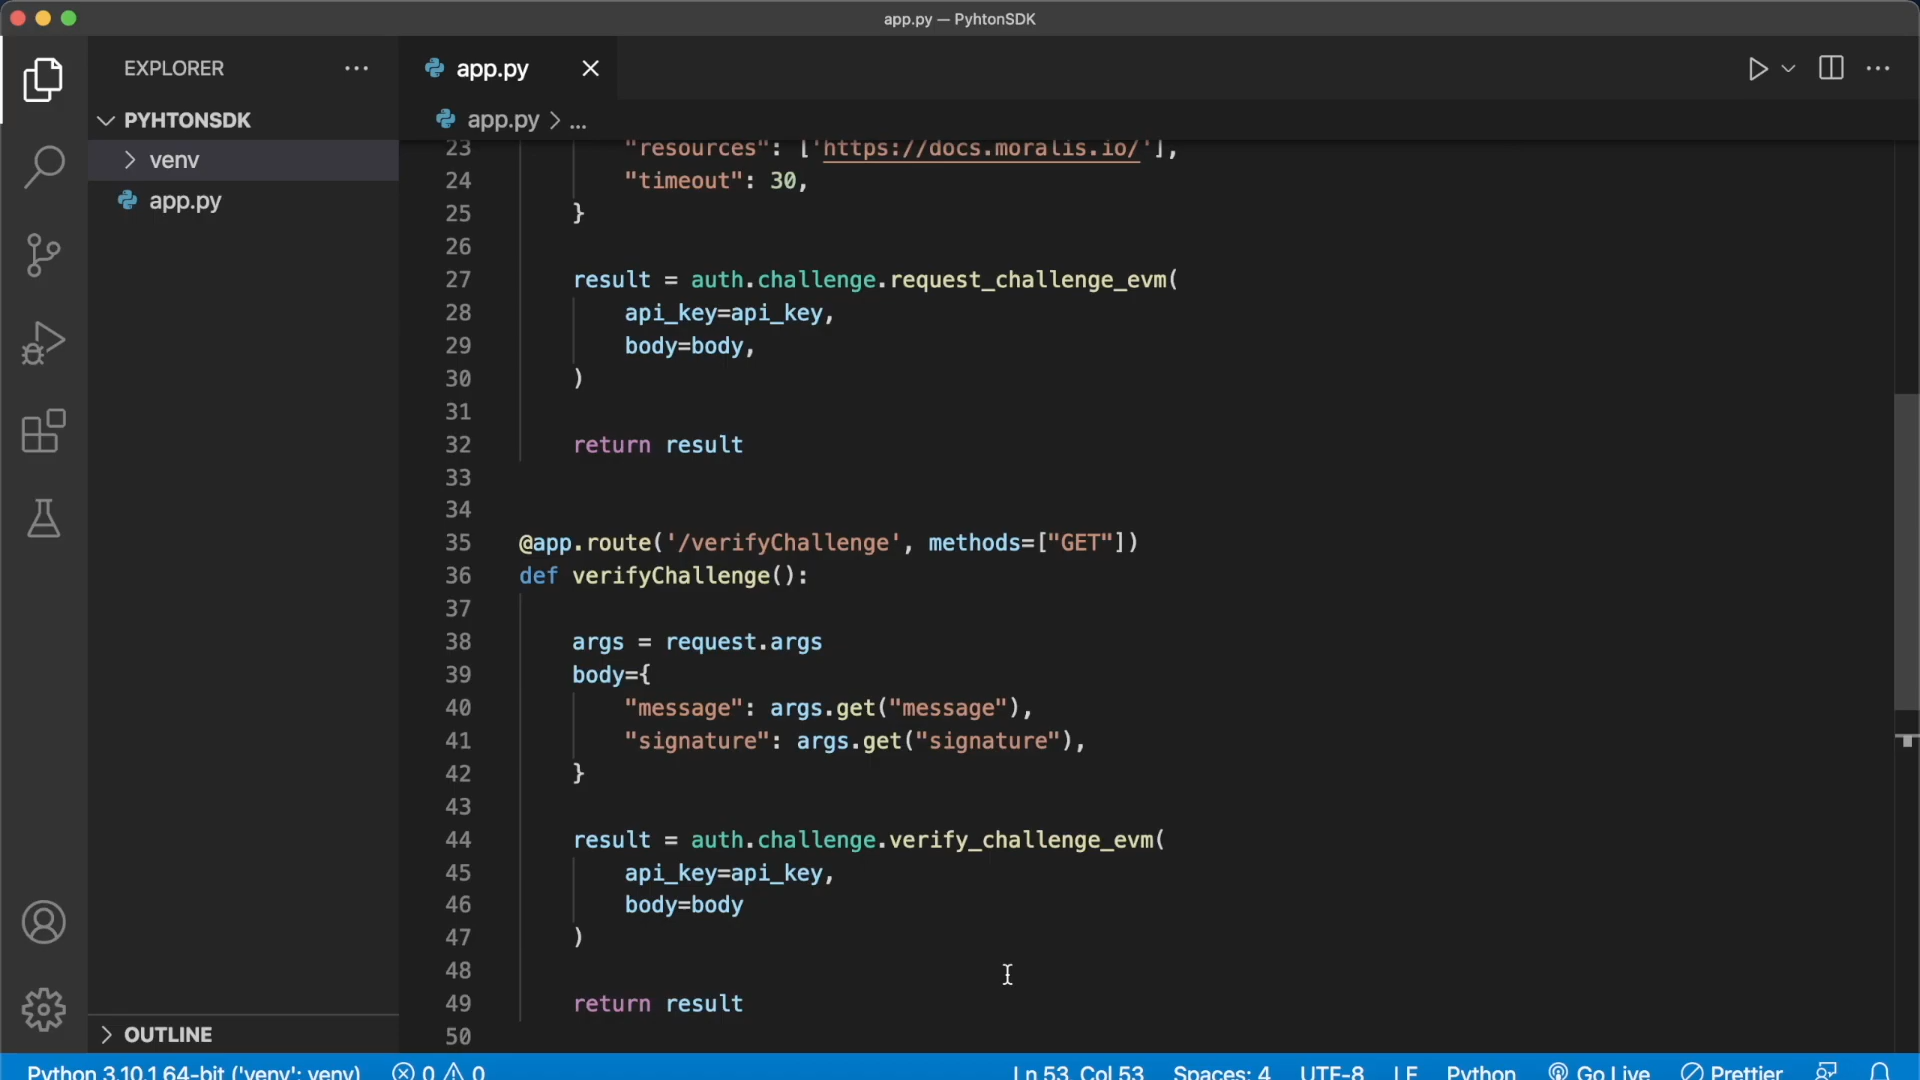 app.py — PyhtonSDK
EXPLORER
PYHTONSDK
venv
app.py
OUTLINE
app.py
app.py > ...
23 "resources": ['https://docs.moralis.io/'],
24 "timeout": 30,
25 }
26
27 result = auth.challenge.request_challenge_evm(
28 api_key=api_key,
29 body=body,
30 )
31
32 return result
33
34
35 @app.route('/verifyChallenge', methods=["GET"])
36 def verifyChallenge():
37
38 args = request.args
39 body={
40 "message": args.get("message"),
41 "signature": args.get("signature"),
42 }
43
44 result = auth.challenge.verify_challenge_evm(
45 api_key=api_key,
46 body=body
47 )
48
49 return result
50
Python 3.10.1 64-bit ('venv': venv) 0 0 Ln 53, Col 53 Spaces: 4 UTF-8 LF Python Go Live Prettier